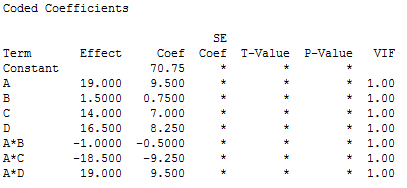 Coded Coefficients
SE
Term Effect Coef Coef T-Value P-Value VIF
Constant 70.75 * * *
A 19.000 9.500 * * * 1.00
B 1.5000 0.7500 * * * 1.00
C 14.000 7.000 * * * 1.00
D 16.500 8.250 * * * 1.00
A*B -1.0000 -0.5000 * * * 1.00
A*C -18.500 -9.250 * * * 1.00
A*D 19.000 9.500 * * * 1.00